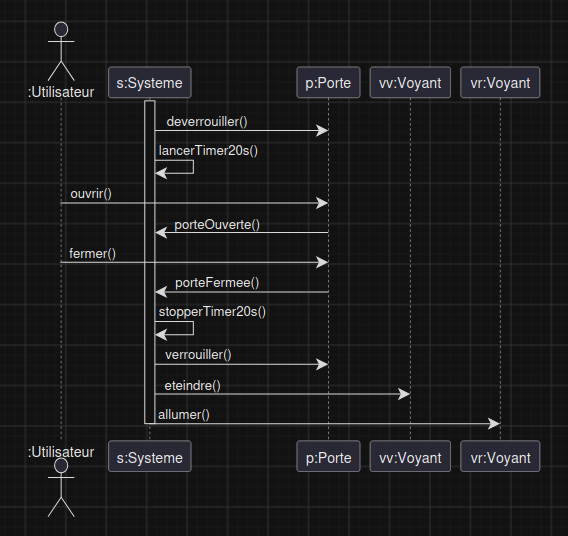 :Utilisateur
s:Systeme
p:Porte
vv:Voyant
vr:Voyant
deverrouiller()
lancerTimer20s()
ouvrir()
porteOuverte()
fermer()
porteFermee()
stopperTimer20s()
verrouiller()
eteindre()
allumer()
:Utilisateur
s:Systeme
p:Porte
vv:Voyant
vr:Voyant